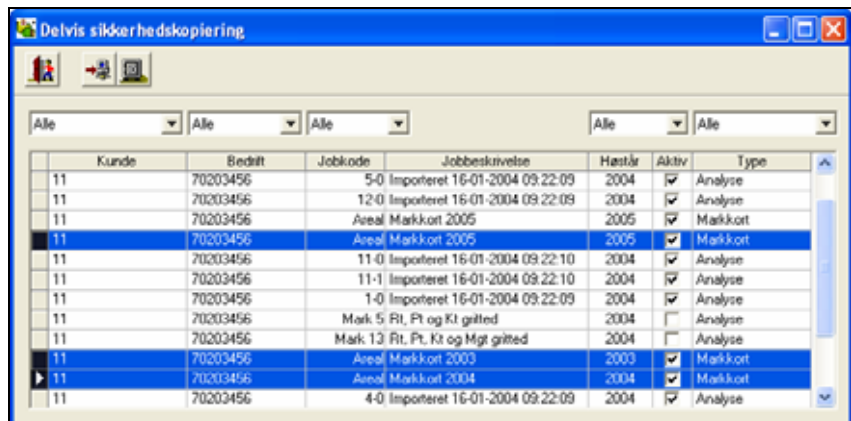 Delvis sikkerhedskopiering
Alle Alle Alle Alle Alle
Kunde Bedrift Jobkode Jobbeskrivelse Høstår Aktiv Type
11 70203456 5-0 Importeret 16-01-2004 09:22:09 2004 Analyse
11 70203456 12-0 Importeret 16-01-2004 09:22:09 2004 Analyse
11 70203456 Areal Markkort 2005 2005 Markkort
11 70203456 Areal Markkort 2005 2005 Markkort
11 70203456 11-0 Importeret 16-01-2004 09:22:10 2004 Analyse
11 70203456 11-1 Importeret 16-01-2004 09:22:10 2004 Analyse
11 70203456 1-0 Importeret 16-01-2004 09:22:09 2004 Analyse
11 70203456 Mark 5 Rt, Pt og Kt gritted 2004 Analyse
11 70203456 Mark 13 Rt, Pt, Kt og Mgt gritted 2004 Analyse
11 70203456 Areal Markkort 2003 2003 Markkort
11 70203456 Areal Markkort 2004 2004 Markkort
11 70203456 4-0 Importeret 16-01-2004 09:22:09 2004 Analyse